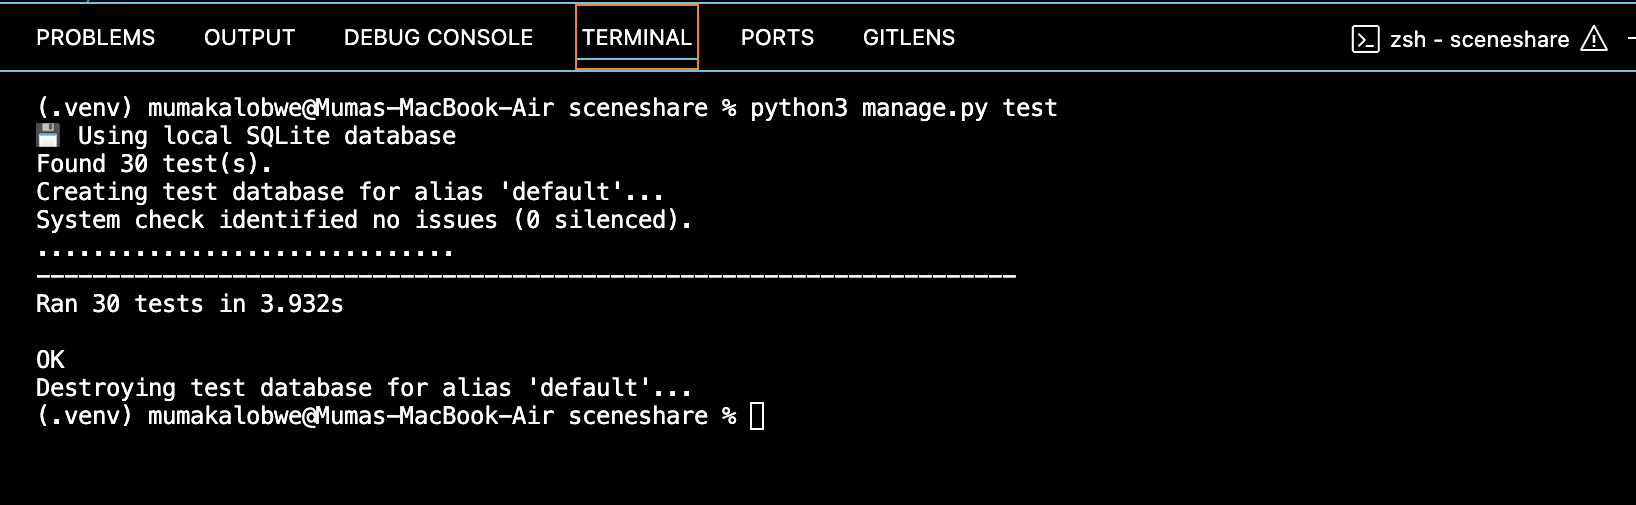 PROBLEMS OUTPUT DEBUG CONSOLE TERMINAL PORTS GITLENS zsh - sceneshare
(.venv) mumakalobwe@Mumas-MacBook-Air sceneshare % python3 manage.py test
💾 Using local SQLite database
Found 30 test(s).
Creating test database for alias 'default'...
System check identified no issues (0 silenced).
..............................
----------------------------------------------------------------------
Ran 30 tests in 3.932s
OK
Destroying test database for alias 'default'...
(.venv) mumakalobwe@Mumas-MacBook-Air sceneshare %